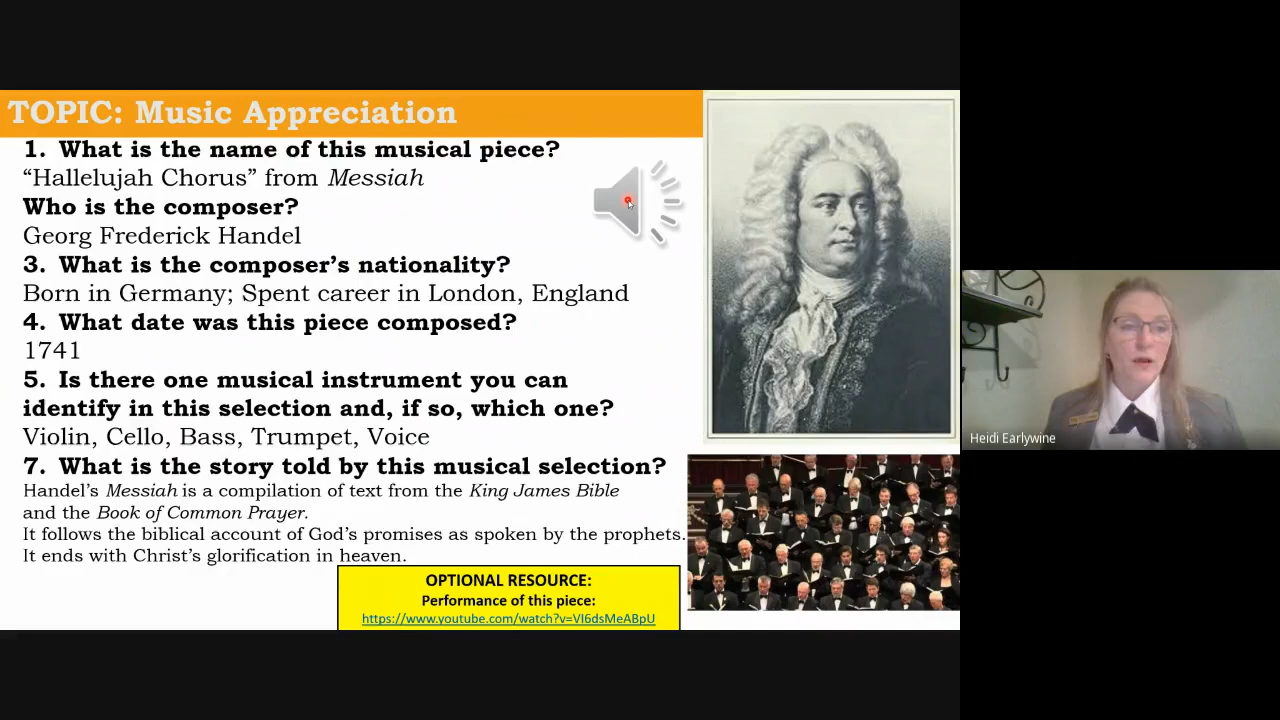 TOPIC: Music Appreciation
1. What is the name of this musical piece?
“Hallelujah Chorus” from Messiah
Who is the composer?
Georg Frederick Handel
3. What is the composer’s nationality?
Born in Germany; Spent career in London, England
4. What date was this piece composed?
1741
5. Is there one musical instrument you can
identify in this selection and, if so, which one?
Violin, Cello, Bass, Trumpet, Voice
7. What is the story told by this musical selection?
Handel’s Messiah is a compilation of text from the King James Bible
and the Book of Common Prayer.
It follows the biblical account of God’s promises as spoken by the prophets.
It ends with Christ’s glorification in heaven.
OPTIONAL RESOURCE:
Performance of this piece:
https://www.youtube.com/watch?v=VI6dsMeABpU
Heidi Earlywine